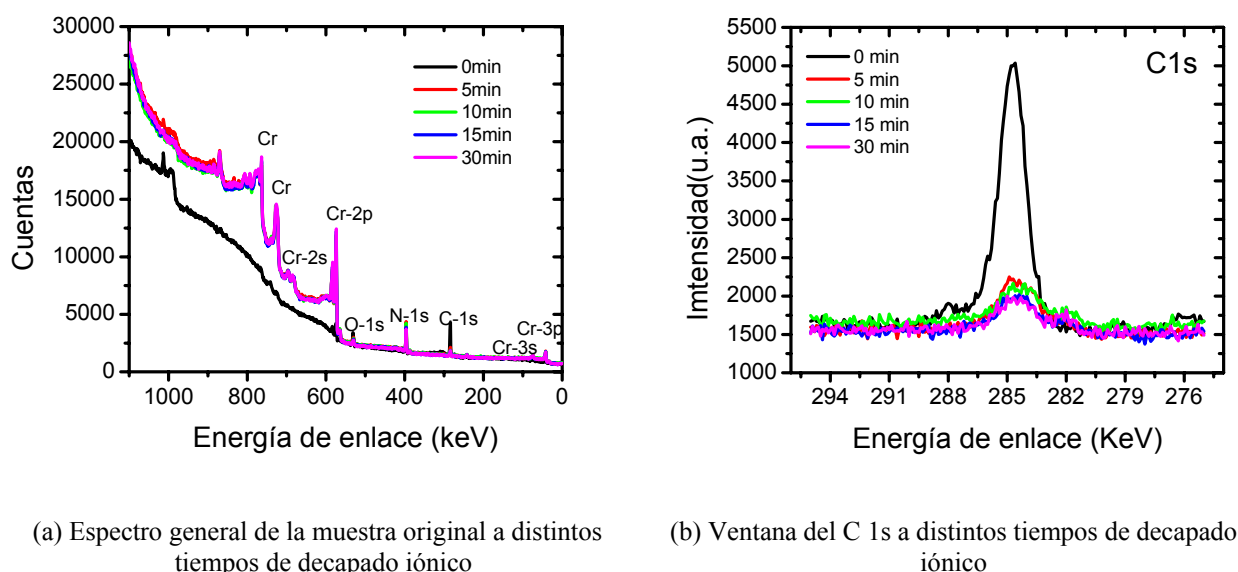 30000
25000
20000
15000
10000
5000
0
Cuentas
0min
5min
10min
15min
30min
Cr
Cr
Cr-2p
Cr-2s
O-1s
N-1s
C-1s
Cr-3s
Cr-3p
1000 800 600 400 200 0
Energía de enlace (keV)
5500
5000
4500
4000
3500
3000
2500
2000
1500
1000
Imtensidad(u.a.)
0 min
5 min
10 min
15 min
30 min
C1s
294 291 288 285 282 279 276
Energía de enlace (KeV)
(a) Espectro general de la muestra original a distintos
tiempos de decapado iónico
(b) Ventana del C 1s a distintos tiempos de decapado
iónico